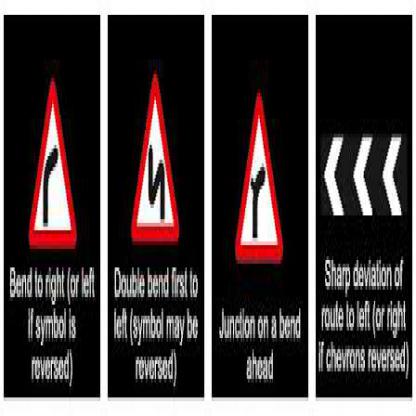 Bend to right (or left
if symbol is
reversed)
Double bend first to
left (symbol may be
reversed)
Junction on a bend
ahead
Sharp deviation of
route to left (or right
if chevrons reversed)